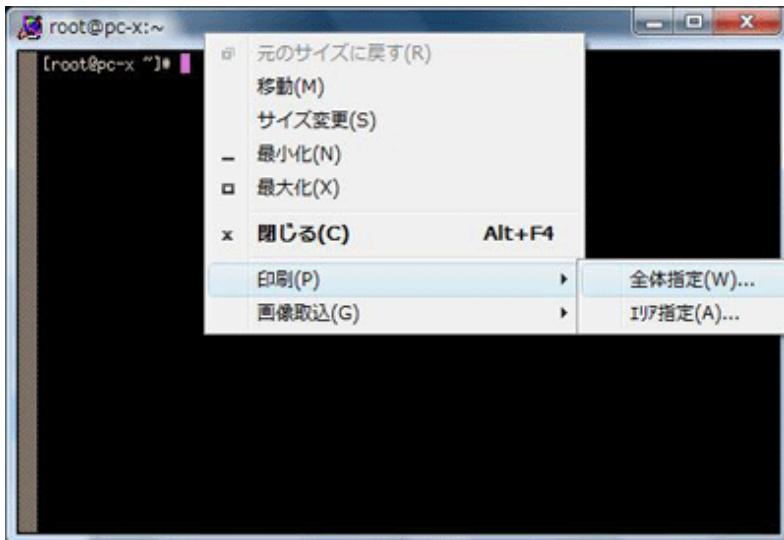 root@pc-x:~
[root@pc-x ~]#
元のサイズに戻す(R)
移動(M)
サイズ変更(S)
最小化(N)
最大化(X)
閉じる(C) Alt+F4
印刷(P)
画像取込(G)
全体指定(W)...
ｴﾘｱ指定(A)...